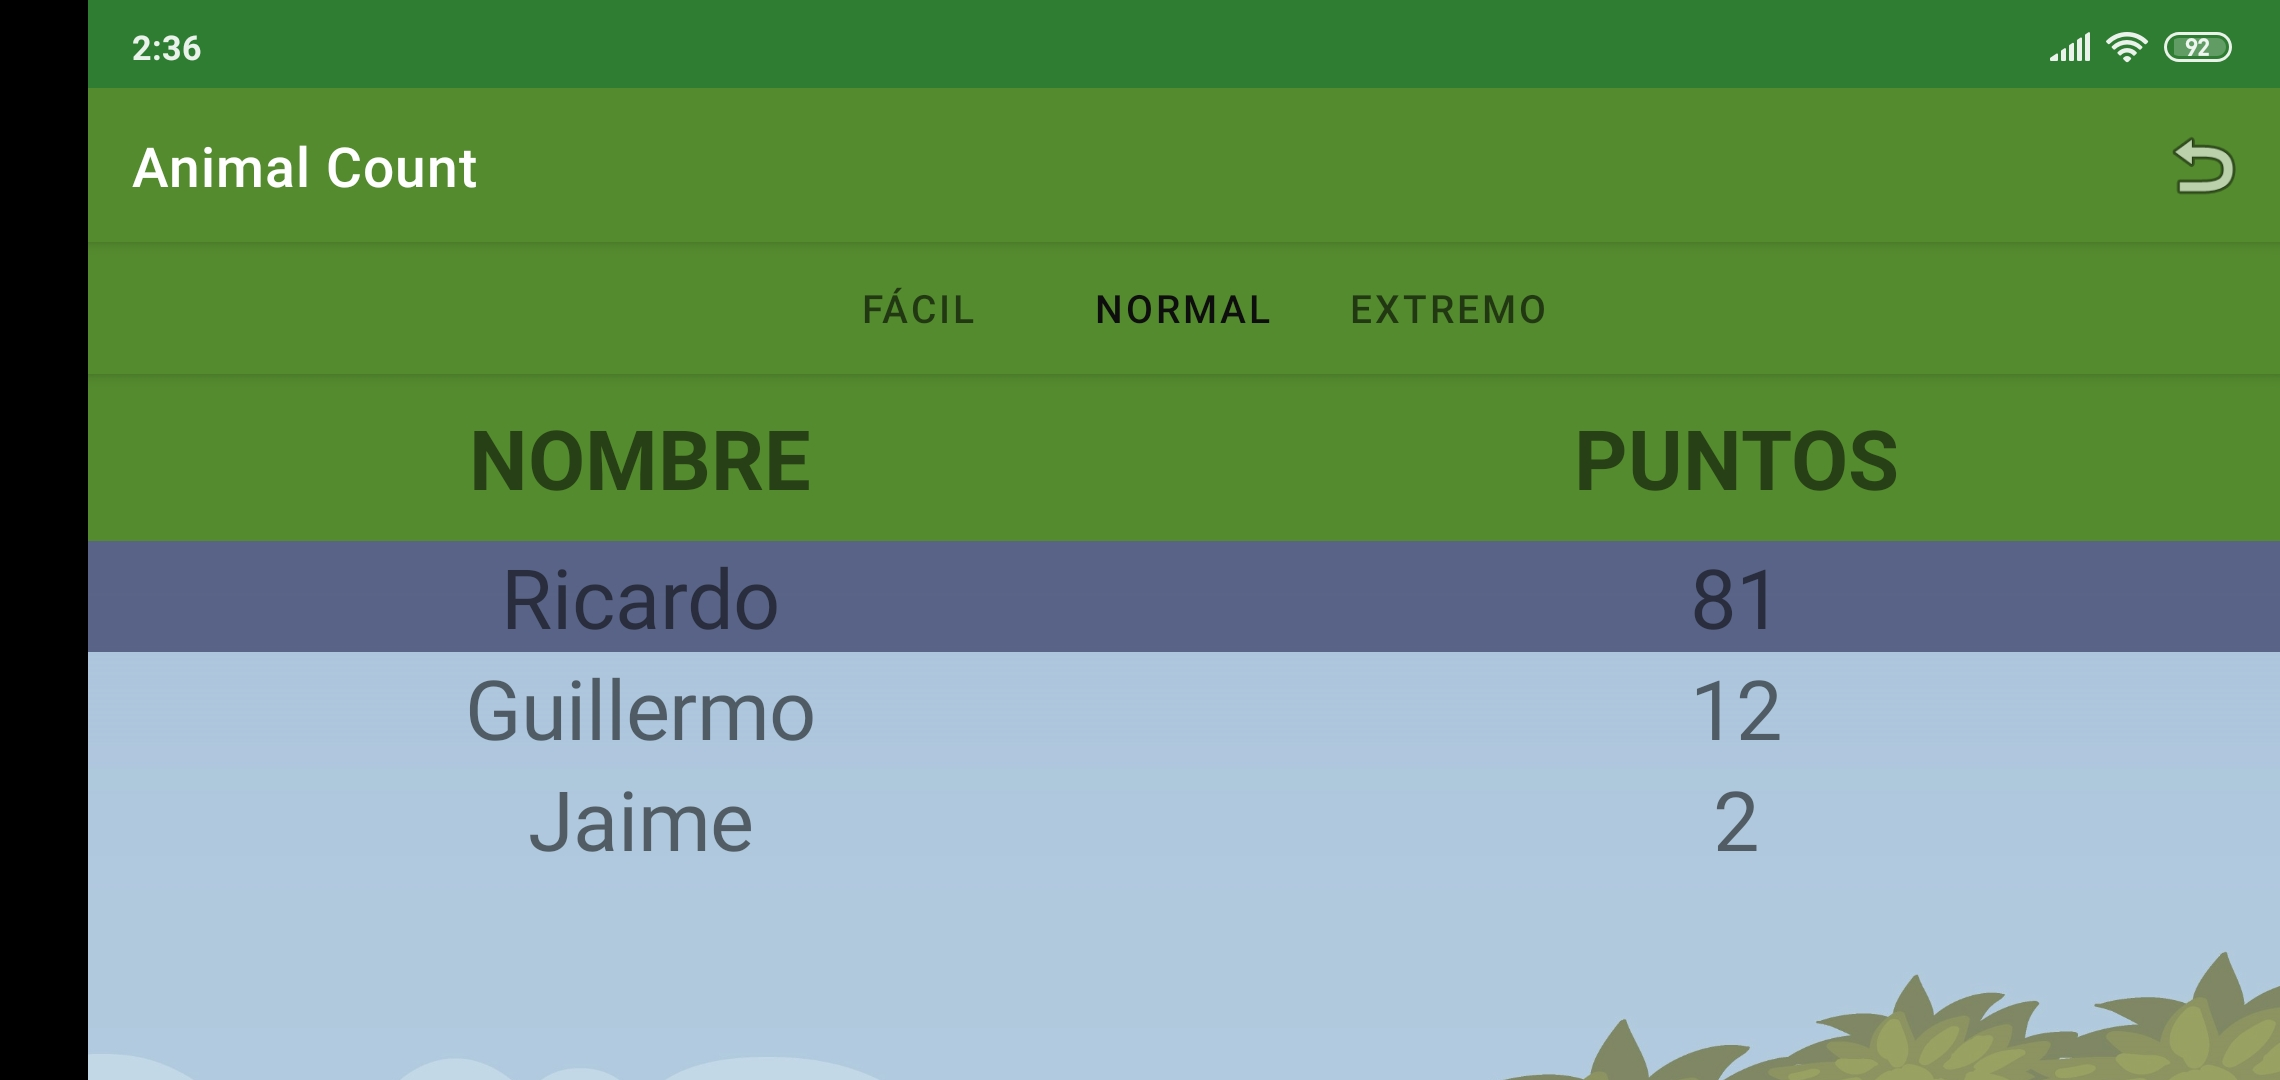 2:36 92
Animal Count
FÁCIL NORMAL EXTREMO
NOMBRE PUNTOS
Ricardo 81
Guillermo 12
Jaime 2